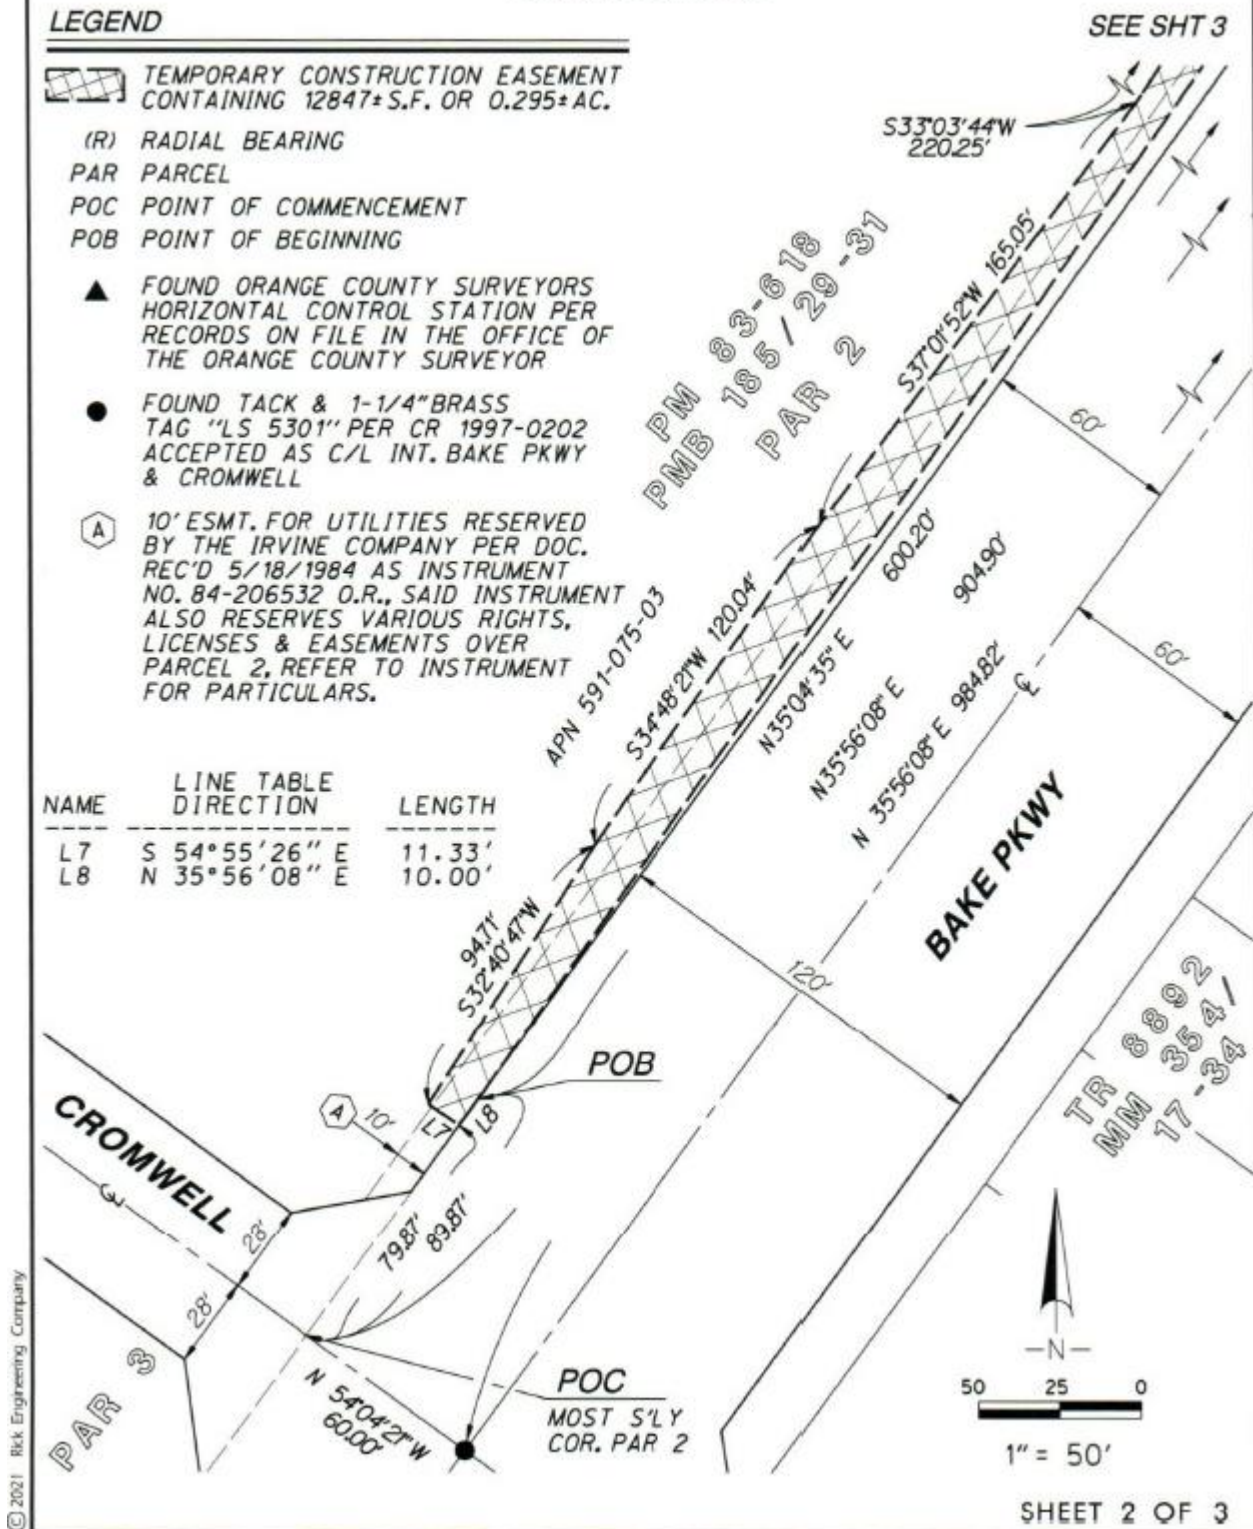 LEGEND
SEE SHT 3
TEMPORARY CONSTRUCTION EASEMENT
CONTAINING 12847± S.F. OR 0.295± AC.
(R) RADIAL BEARING
PAR PARCEL
POC POINT OF COMMENCEMENT
POB POINT OF BEGINNING
FOUND ORANGE COUNTY SURVEYORS
HORIZONTAL CONTROL STATION PER
RECORDS ON FILE IN THE OFFICE OF
THE ORANGE COUNTY SURVEYOR
FOUND TACK & 1-1/4" BRASS
TAG "LS 5301" PER CR 1997-0202
ACCEPTED AS C/L INT. BAKE PKWY
& CROMWELL
A 10' ESMT. FOR UTILITIES RESERVED
BY THE IRVINE COMPANY PER DOC.
REC'D 5/18/1984 AS INSTRUMENT
NO. 84-206532 O.R., SAID INSTRUMENT
ALSO RESERVES VARIOUS RIGHTS,
LICENSES & EASEMENTS OVER
PARCEL 2, REFER TO INSTRUMENT
FOR PARTICULARS.
LINE TABLE
NAME DIRECTION LENGTH
L7 S 54°55'26" E 11.33'
L8 N 35°56'08" E 10.00'
S33°03'44"W
220.25'
PM 83-618
PMB 185/29-31
PAR 2
S37°01'52"W 165.05'
60'
600.20'
904.90'
APN 591-075-03
S34°48'21"W 120.04'
N35°04'35" E
N35°56'08" E
N 35°56'08" E 984.82'
℄
60'
BAKE PKWY
94.71'
S32°40'47"W
120'
TR 8892
MM 354/
17-34
POB
A 10'
L7
L8
CROMWELL
℄
28'
28'
79.87'
89.87'
PAR 3
N 54°04'21" W
60.00'
POC
MOST S'LY
COR. PAR 2
-N-
50 25 0
1" = 50'
© 2021 Rick Engineering Company
SHEET 2 OF 3